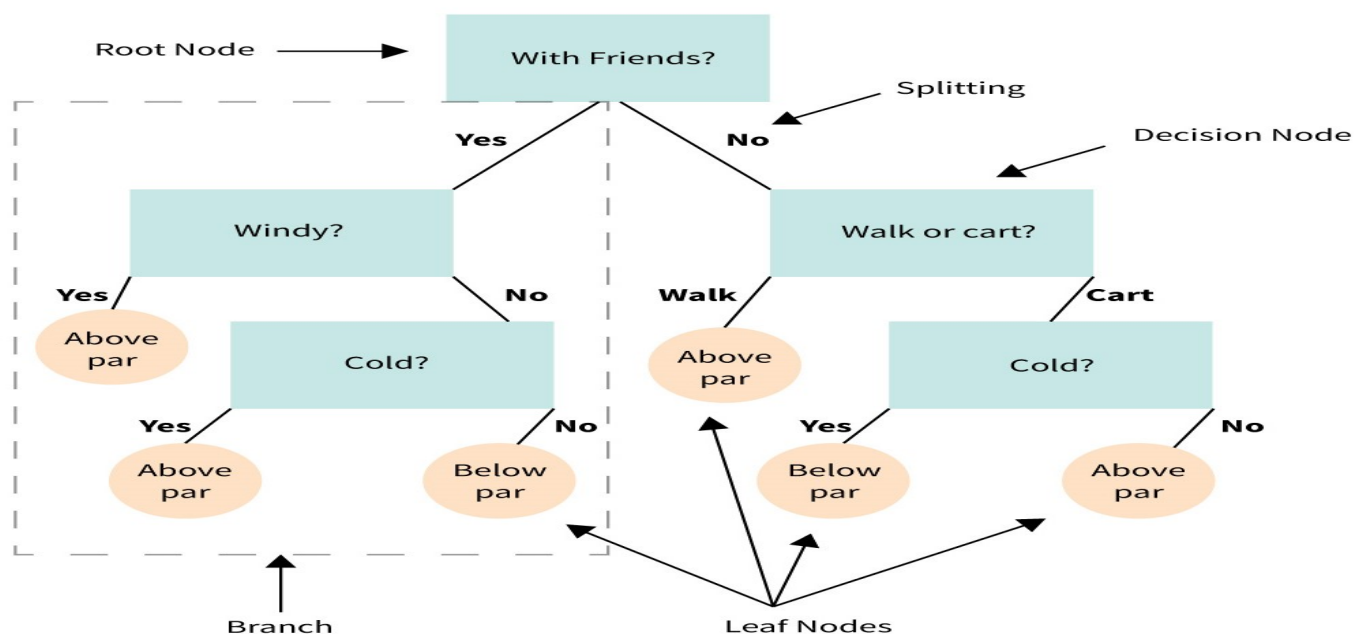 Root Node
With Friends?
Splitting
Yes
No
Decision Node
Windy?
Walk or cart?
Yes
No
Walk
Cart
Above
par
Cold?
Above
par
Cold?
Yes
No
Yes
No
Above
par
Below
par
Below
par
Above
par
Branch
Leaf Nodes